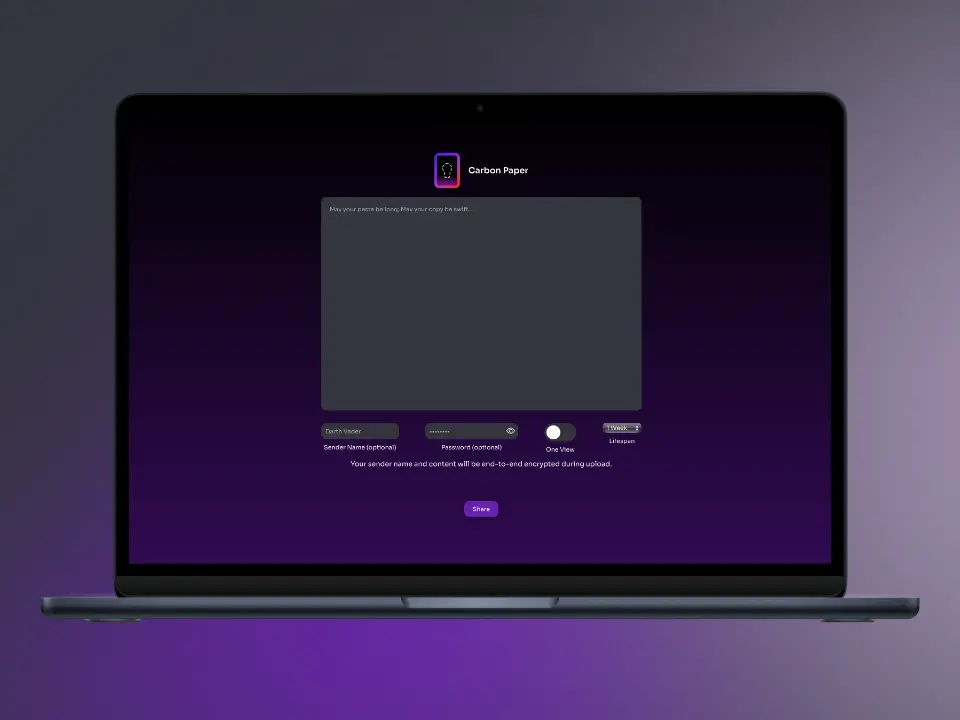 Carbon Paper
May your paste be long, May your copy be swift...
Darth Vader
••••••••
1 Week
Sender Name (optional)
Password (optional)
One View
Lifespan
Your sender name and content will be end-to-end encrypted during upload.
Share